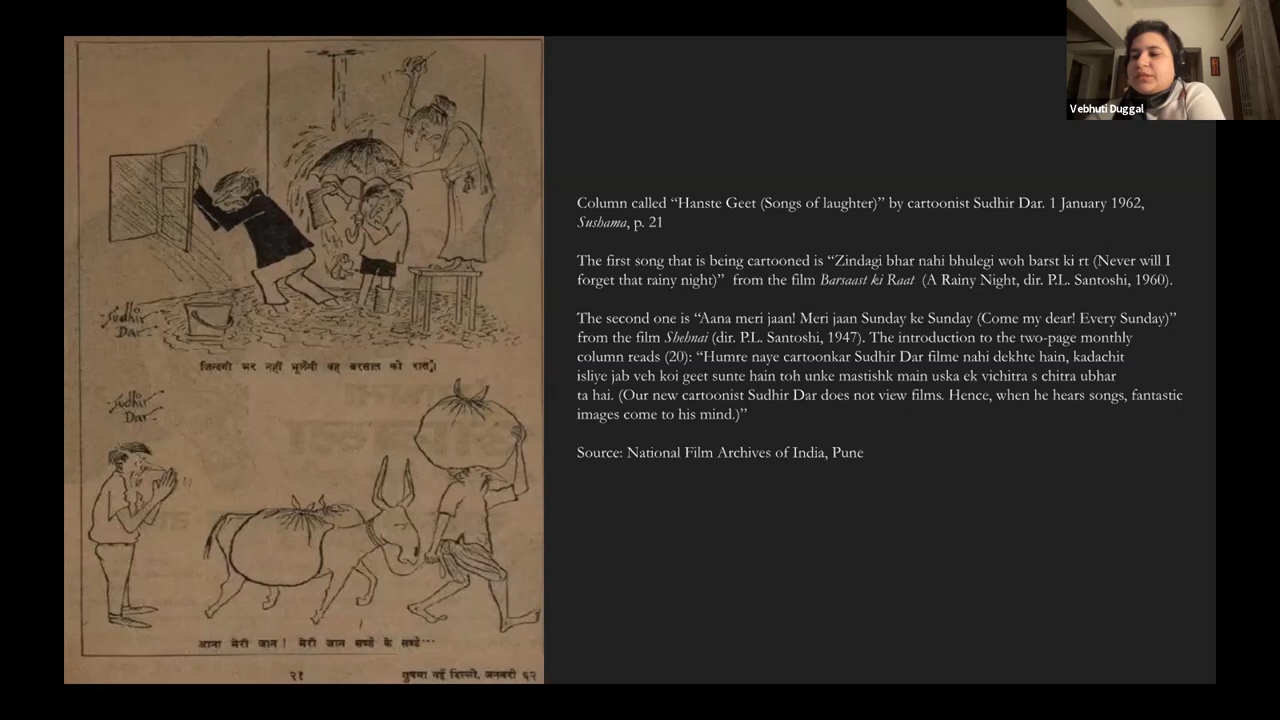 Vebhuti Duggal
Sudhir
Dar
जिन्दगी भर नहीं भूलेगी वह बरसात की रात!
Sudhir
Dar
आना मेरी जान! मेरी जान सण्डे के सण्डे...
२१
सुषमा नई दिल्ली, जनवरी ६२
Column called “Hanste Geet (Songs of laughter)” by cartoonist Sudhir Dar. 1 January 1962,
Sushama, p. 21
The first song that is being cartooned is “Zindagi bhar nahi bhulegi woh barst ki rt (Never will I
forget that rainy night)” from the film Barsaast ki Raat (A Rainy Night, dir. P.L. Santoshi, 1960).
The second one is “Aana meri jaan! Meri jaan Sunday ke Sunday (Come my dear! Every Sunday)”
from the film Shehnai (dir. P.L. Santoshi, 1947). The introduction to the two-page monthly
column reads (20): “Humre naye cartoonkar Sudhir Dar filme nahi dekhte hain, kadachit
isliye jab veh koi geet sunte hain toh unke mastishk main uska ek vichitra s chitra ubhar
ta hai. (Our new cartoonist Sudhir Dar does not view films. Hence, when he hears songs, fantastic
images come to his mind.)”
Source: National Film Archives of India, Pune